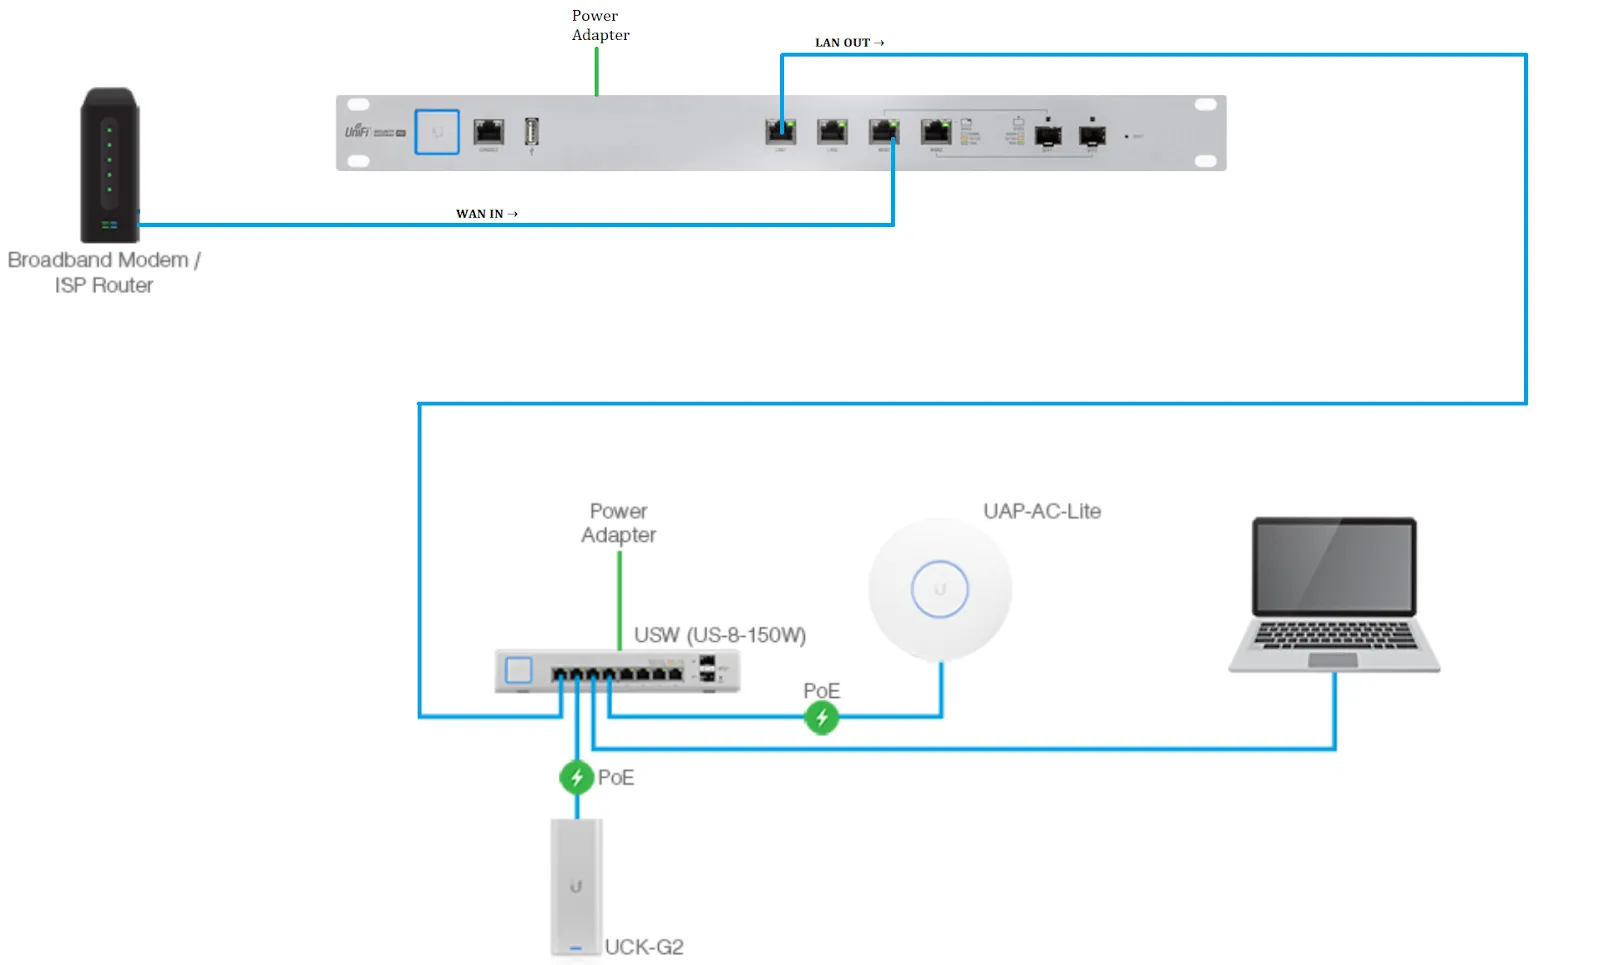 Power
Adapter
LAN OUT →
UniFi
CONSOLE
WAN IN →
Broadband Modem /
ISP Router
Power
Adapter
UAP-AC-Lite
USW (US-8-150W)
PoE
PoE
UCK-G2